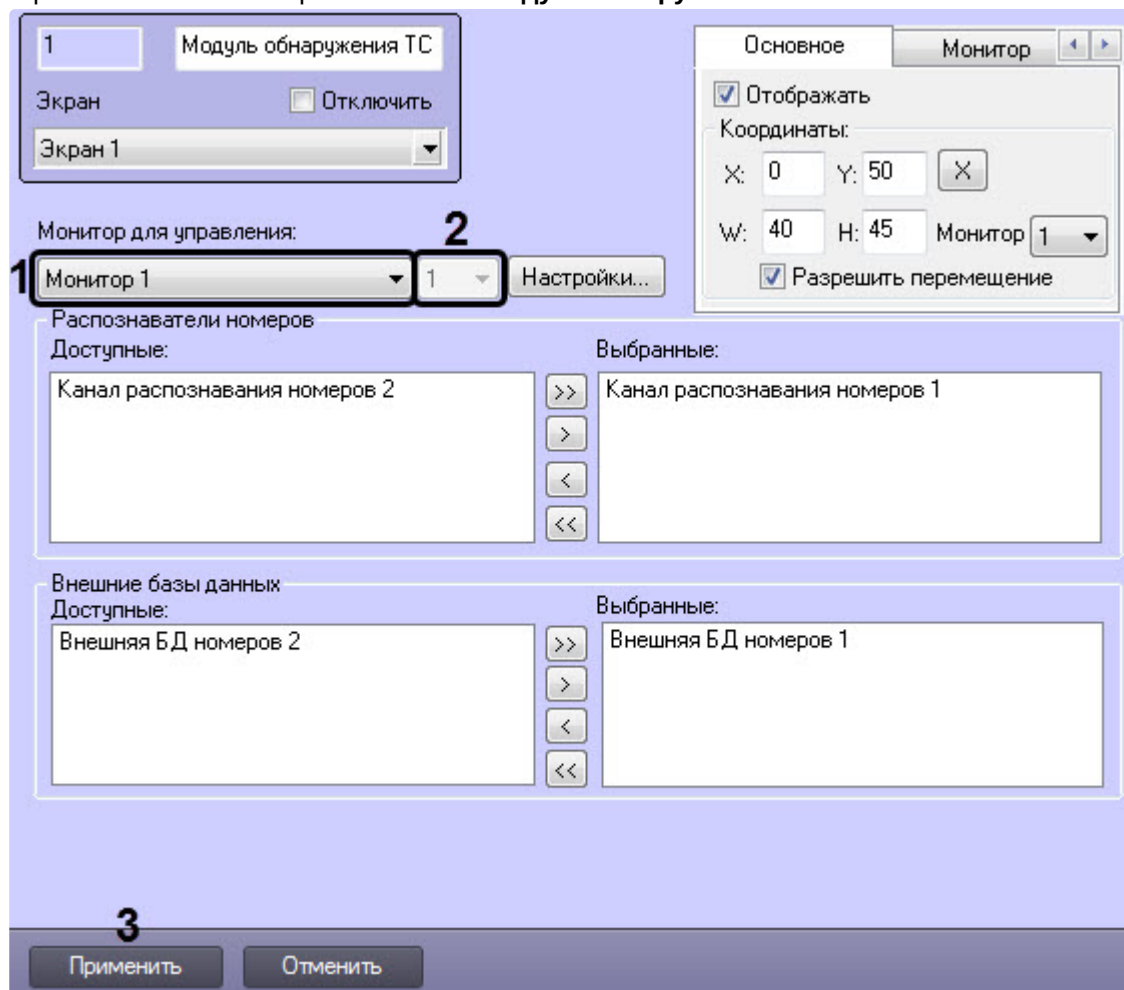 1 Модуль обнаружения ТС
Экран Отключить
Экран 1
Основное Монитор
Отображать
Координаты:
X: 0 Y: 50 X
W: 40 H: 45 Монитор 1
Разрешить перемещение
Монитор для управления: 2
1 Монитор 1 1 Настройки...
Распознаватели номеров
Доступные: Выбранные:
Канал распознавания номеров 2 >> Канал распознавания номеров 1
>
<
<<
Внешние базы данных
Доступные: Выбранные:
Внешняя БД номеров 2 >> Внешняя БД номеров 1
>
<
<<
3
Применить Отменить